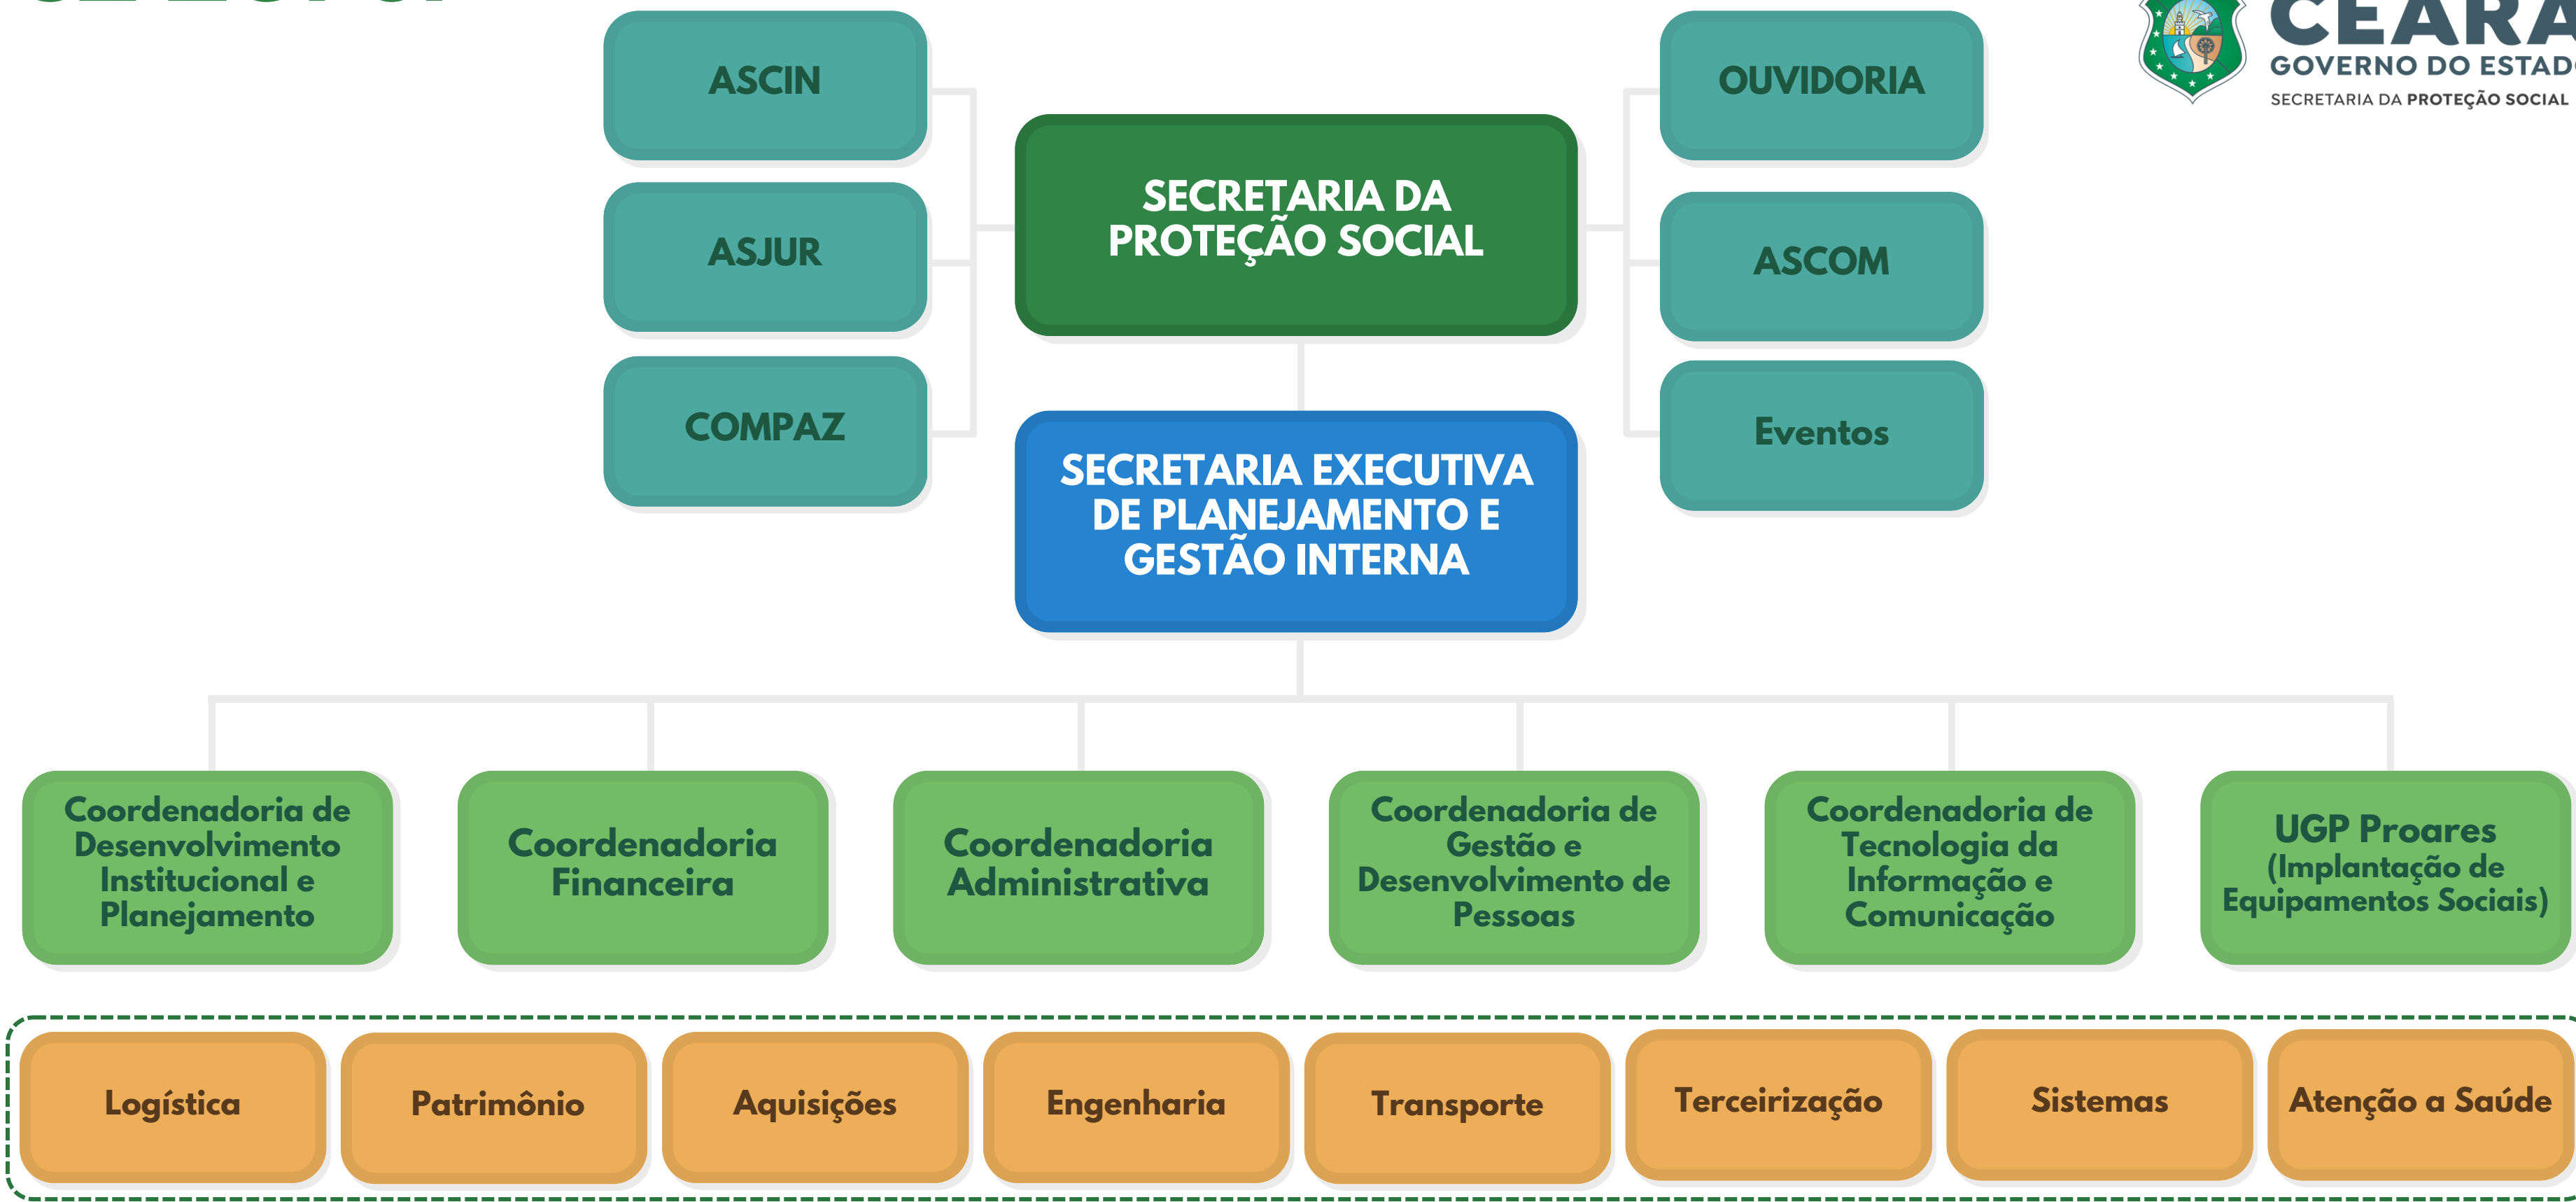 CEARÁ
GOVERNO DO ESTADO
SECRETARIA DA PROTEÇÃO SOCIAL
ASCIN
ASJUR
COMPAZ
SECRETARIA DA
PROTEÇÃO SOCIAL
OUVIDORIA
ASCOM
Eventos
SECRETARIA EXECUTIVA
DE PLANEJAMENTO E
GESTÃO INTERNA
Coordenadoria de
Desenvolvimento
Institucional e
Planejamento
Coordenadoria
Financeira
Coordenadoria
Administrativa
Coordenadoria de
Gestão e
Desenvolvimento de
Pessoas
Coordenadoria de
Tecnologia da
Informação e
Comunicação
UGP Proares
(Implantação de
Equipamentos Sociais)
Logística
Patrimônio
Aquisições
Engenharia
Transporte
Terceirização
Sistemas
Atenção a Saúde